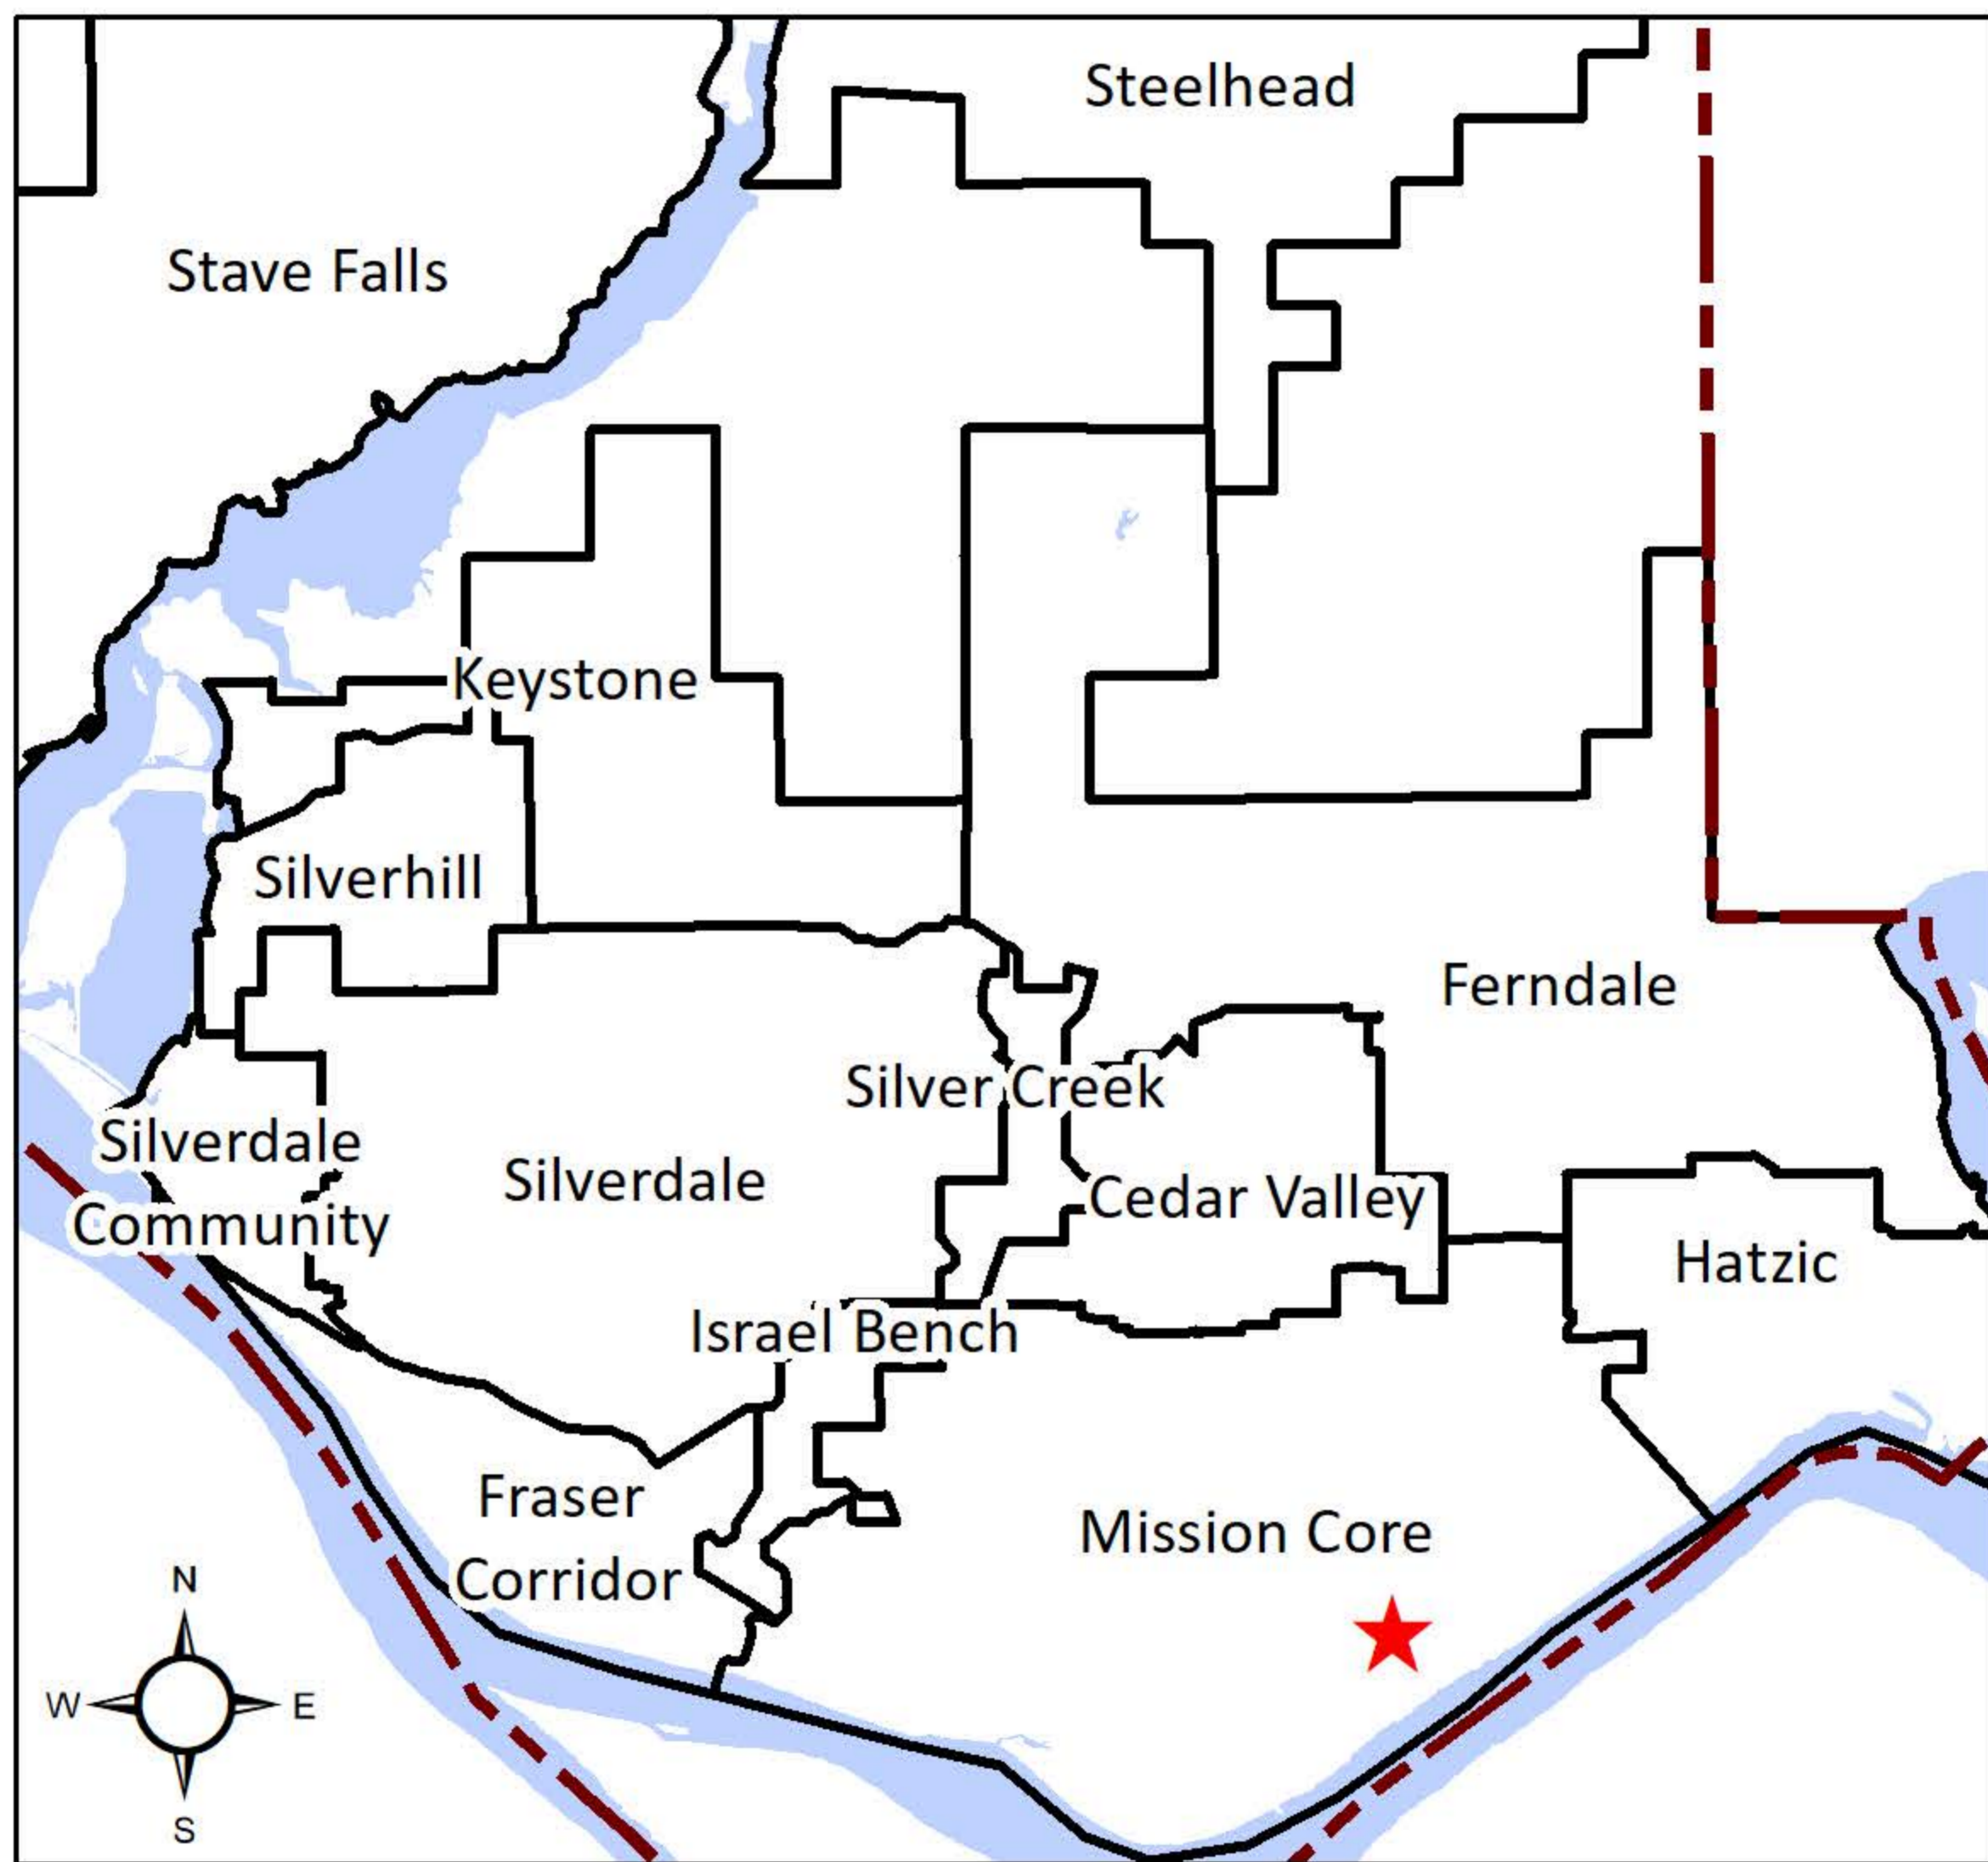 Steelhead
Stave Falls
Keystone
Silverhill
Ferndale
Silver Creek
Silverdale
Community
Silverdale
Cedar Valley
Hatzic
Israel Bench
Fraser
Corridor
Mission Core
N
W E
S